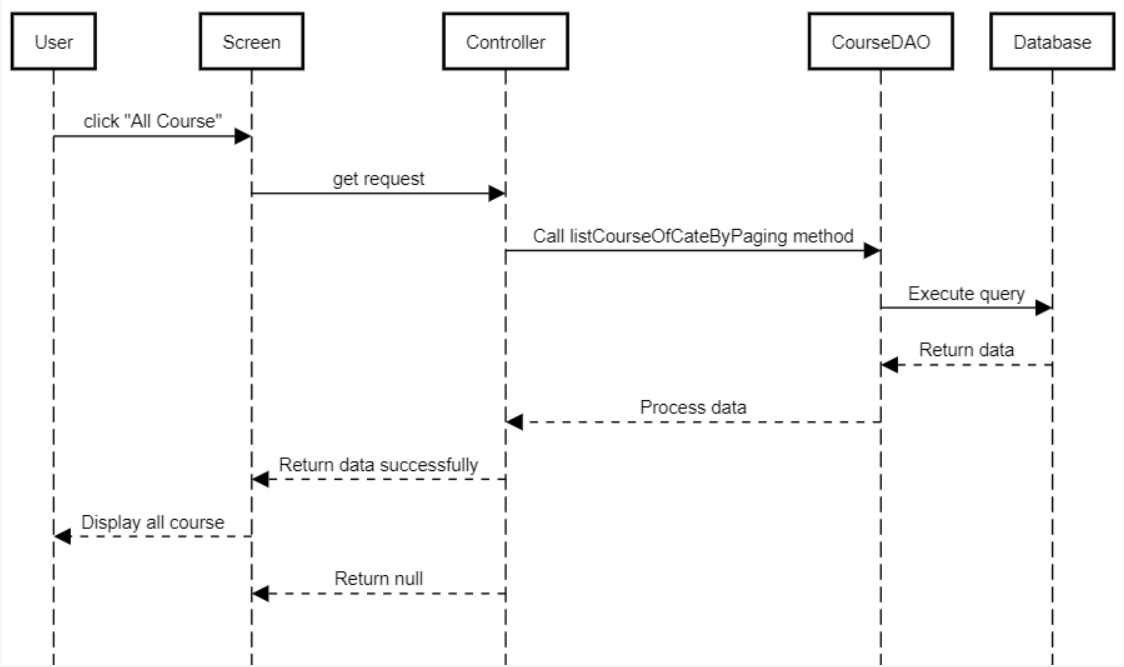 User
Screen
Controller
CourseDAO
Database
click "All Course"
get request
Call listCourseOfCateByPaging method
Execute query
Return data
Process data
Return data successfully
Display all course
Return null